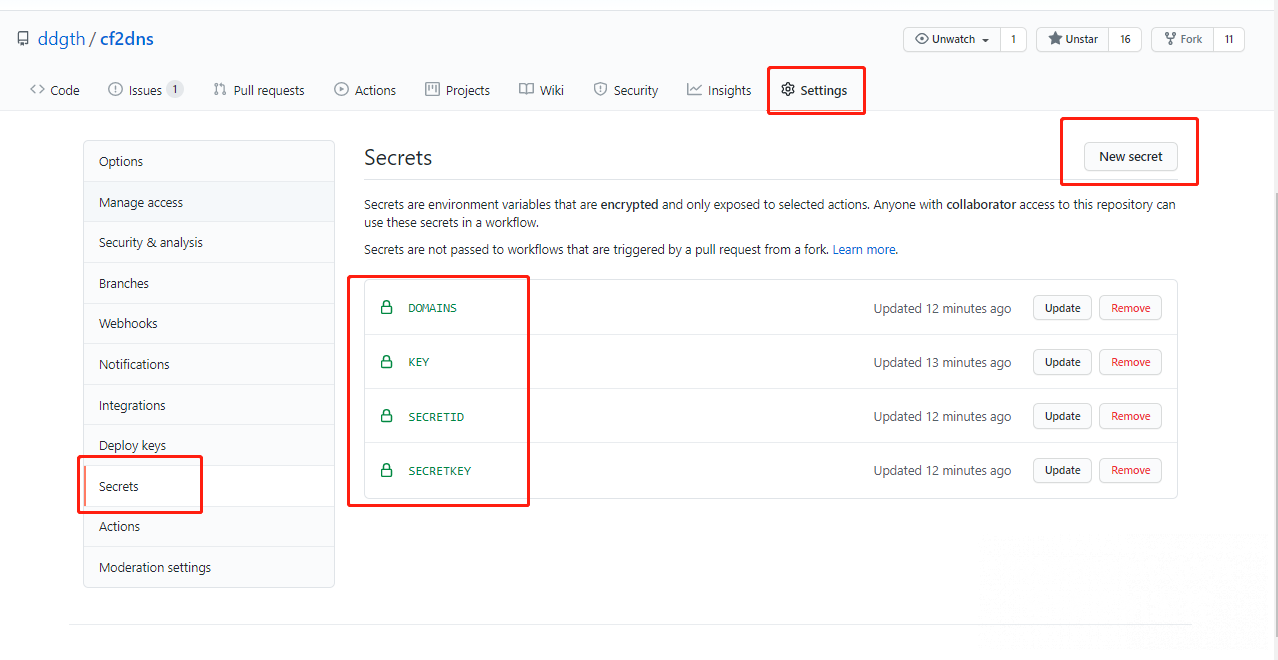 ddgth / cf2dns
Unwatch 1 Unstar 16 Fork 11
Code Issues 1 Pull requests Actions Projects Wiki Security Insights Settings
Options
Manage access
Security & analysis
Branches
Webhooks
Notifications
Integrations
Deploy keys
Secrets
Actions
Moderation settings
Secrets
New secret
Secrets are environment variables that are encrypted and only exposed to selected actions. Anyone with collaborator access to this repository can
use these secrets in a workflow.
Secrets are not passed to workflows that are triggered by a pull request from a fork. Learn more.
DOMAINS Updated 12 minutes ago Update Remove
KEY Updated 13 minutes ago Update Remove
SECRETID Updated 12 minutes ago Update Remove
SECRETKEY Updated 12 minutes ago Update Remove